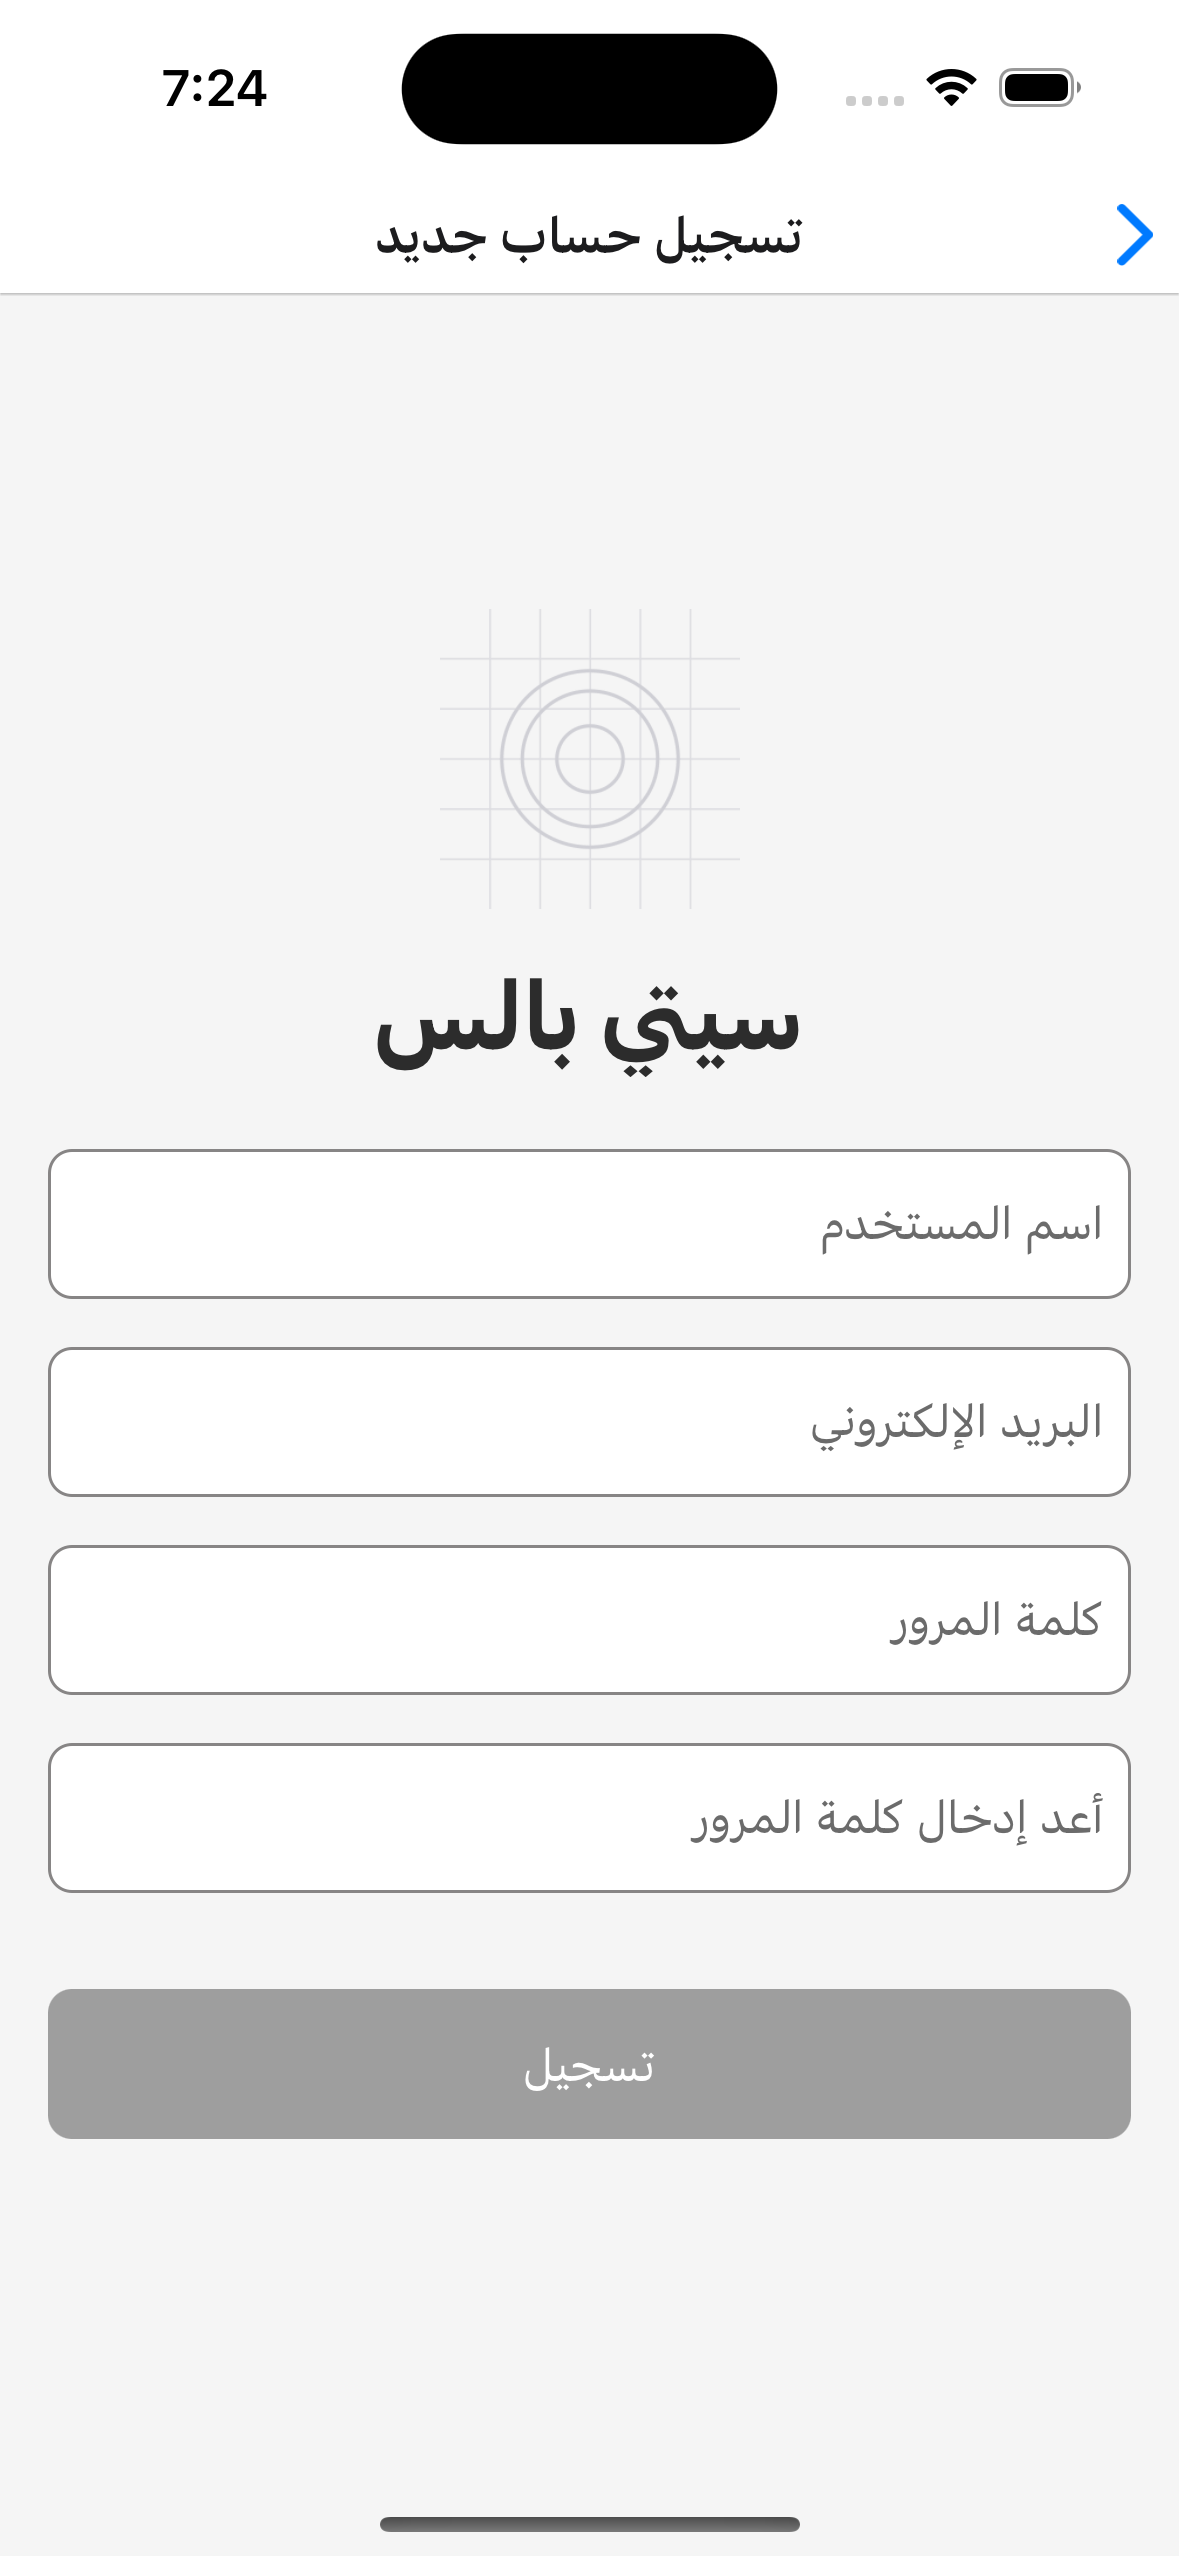 7:24
تسجيل حساب جديد
سيتي بالس
اسم المستخدم
البريد الإلكتروني
كلمة المرور
أعد إدخال كلمة المرور
تسجيل